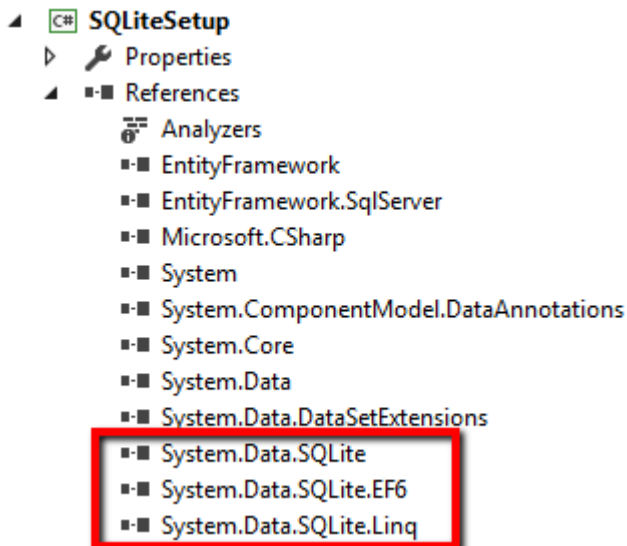 C# SQLiteSetup
Properties
References
Analyzers
EntityFramework
EntityFramework.SqlServer
Microsoft.CSharp
System
System.ComponentModel.DataAnnotations
System.Core
System.Data
System.Data.DataSetExtensions
System.Data.SQLite
System.Data.SQLite.EF6
System.Data.SQLite.Linq